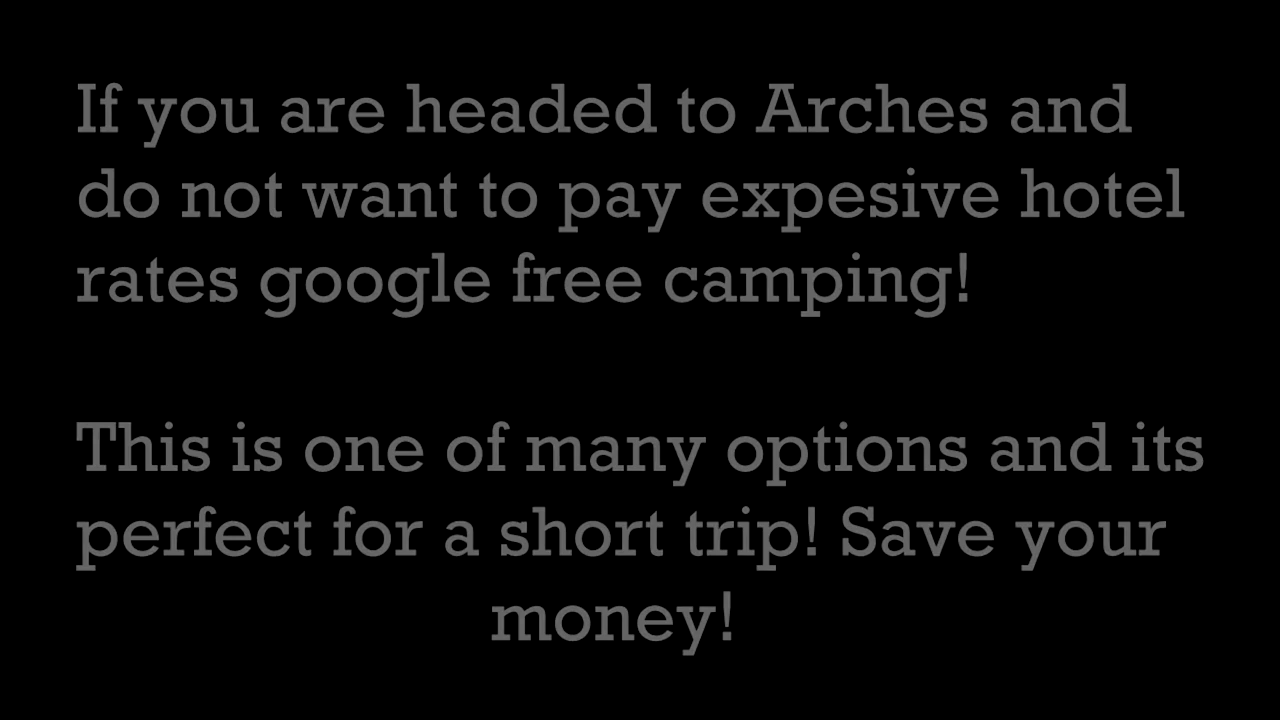 If you are headed to Arches and
do not want to pay expesive hotel
rates google free camping!
This is one of many options and its
perfect for a short trip! Save your
money!